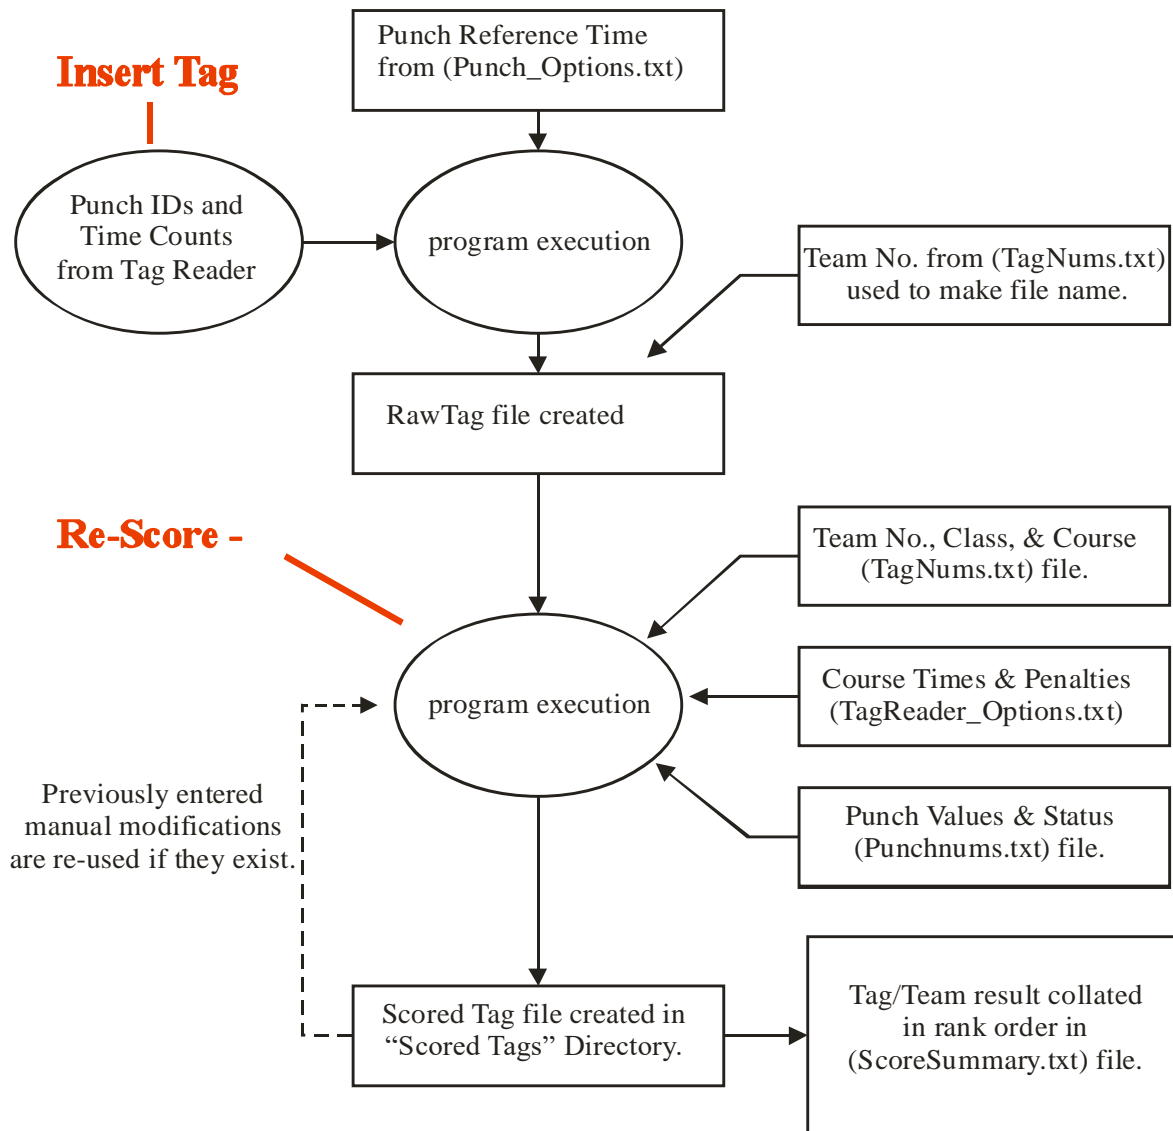 Punch Reference Time
from (Punch_Options.txt)
Insert Tag
Punch IDs and
Time Counts
from Tag Reader
program execution
Team No. from (TagNums.txt)
used to make file name.
RawTag file created
Re-Score -
Team No., Class, & Course
(TagNums.txt) file.
program execution
Course Times & Penalties
(TagReader_Options.txt)
Previously entered
manual modifications
are re-used if they exist.
Punch Values & Status
(Punchnums.txt) file.
Scored Tag file created in
“Scored Tags” Directory.
Tag/Team result collated
in rank order in
(ScoreSummary.txt) file.